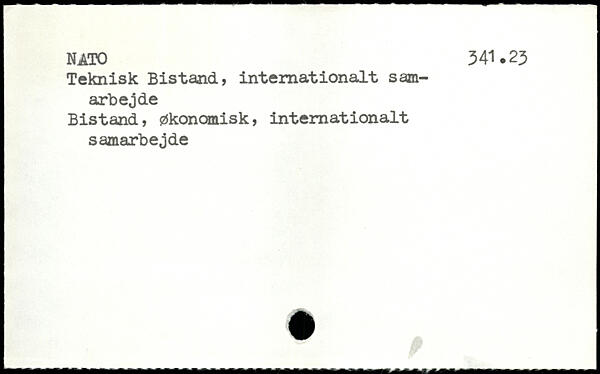 NATO 341.23
Teknisk Bistand, internationalt sam-
arbejde
Bistand, økonomisk, internationalt
samarbejde